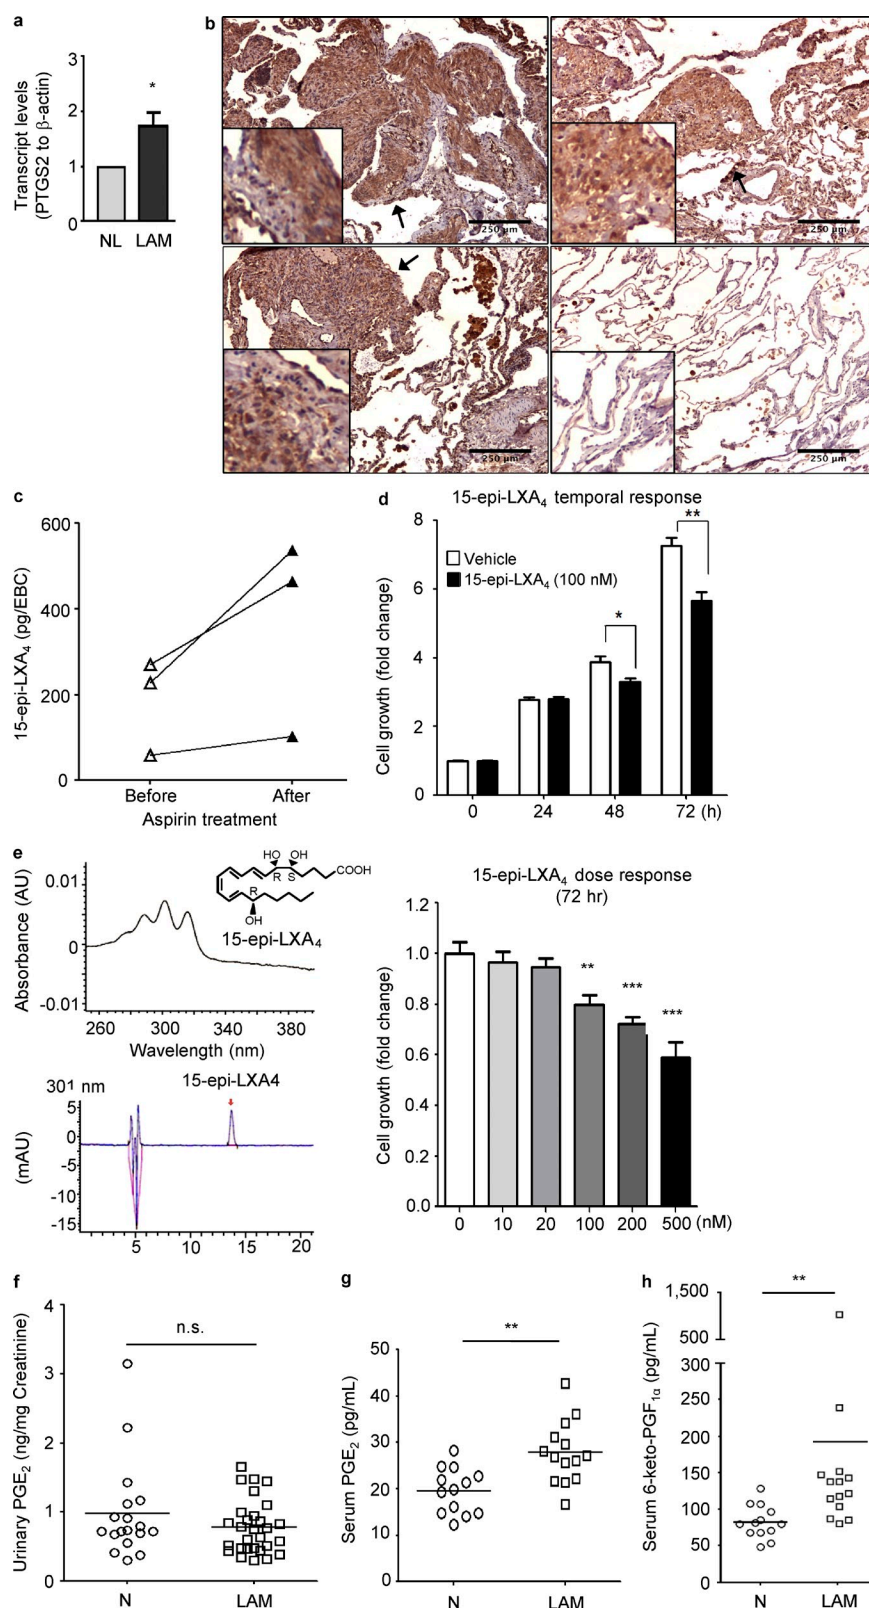 a
Transcript levels
(PTGS2 to β-actin)
3
2
1
0
*
NL LAM
b
250 µm
250 µm
250 µm
250 µm
c
15-epi-LXA4 (pg/EBC)
600
400
200
0
Before After
Aspirin treatment
d
15-epi-LXA4 temporal response
Cell growth (fold change)
8
6
4
2
0
Vehicle
15-epi-LXA4 (100 nM)
*
**
0 24 48 72 (h)
e
Absorbance (AU)
0.01
0
-0.01
260 300 340 380
Wavelength (nm)
HO OH
R S
COOH
R
OH
15-epi-LXA4
301 nm
15-epi-LXA4
(mAU)
5
0
-5
-10
-15
5 10 15 20
15-epi-LXA4 dose response
(72 hr)
Cell growth (fold change)
1.2
1.0
0.8
0.6
0.4
0.2
0.0
**
***
***
0 10 20 100 200 500 (nM)
f
Urinary PGE2 (ng/mg Creatinine)
4
3
2
1
0
n.s.
N LAM
g
Serum PGE2 (pg/mL)
50
40
30
20
10
0
**
N LAM
h
Serum 6-keto-PGF1α (pg/mL)
1,500
500
300
250
200
150
100
50
0
**
N LAM